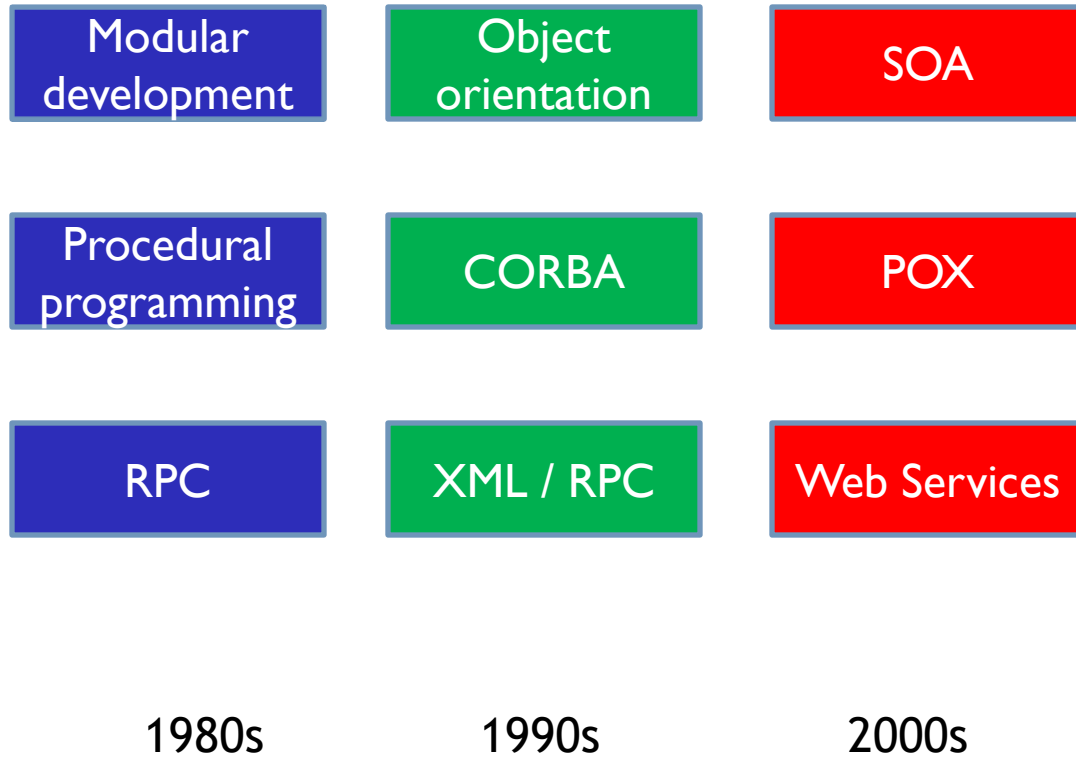 Modular
development
Object
orientation
SOA
Procedural
programming
CORBA
POX
RPC
XML / RPC
Web Services
1980s
1990s
2000s